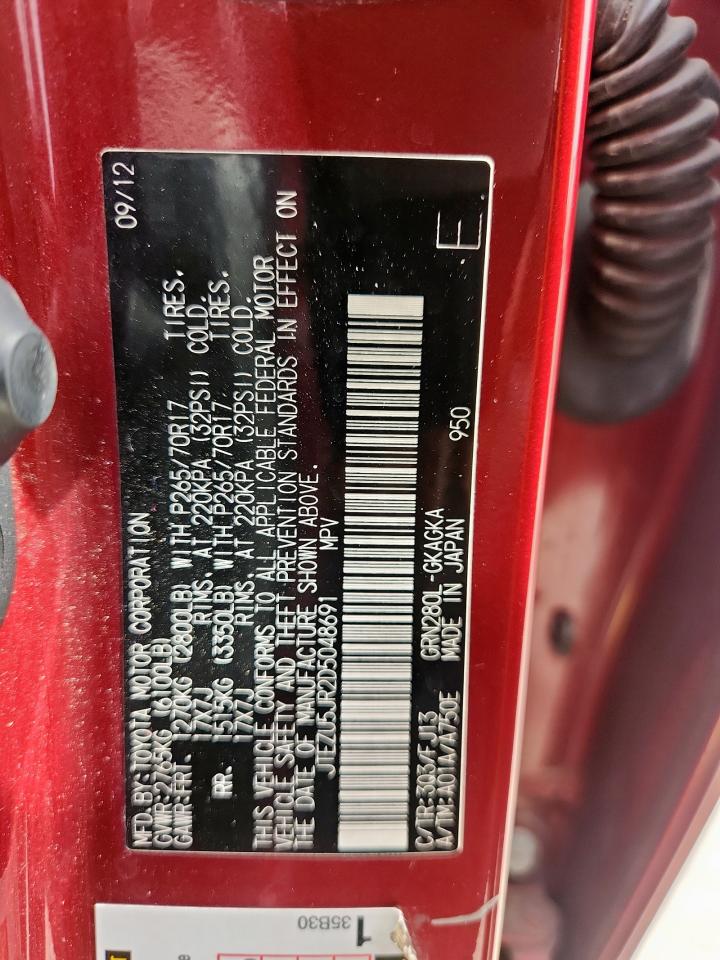 MFD. BY: TOYOTA MOTOR CORPORATION 09/12
GVWR: 2765KG (6100LB)
GAWR: FRT. 1270KG (2800LB) WITH P265/70R17 TIRES.
17X7J RIMS. AT 220KPA (32PSI) COLD.
RR. 1515KG (3350LB) WITH P265/70R17 TIRES.
17X7J RIMS. AT 220KPA (32PSI) COLD.
THIS VEHICLE CONFORMS TO ALL APPLICABLE FEDERAL MOTOR
VEHICLE SAFETY AND THEFT PREVENTION STANDARDS IN EFFECT ON
THE DATE OF MANUFACTURE SHOWN ABOVE.
JTEZU5JR2D5048691 MPV
C/TR: 3R3/FJ13 GRN280L-GKAGKA
A/TM: A01A/A750E MADE IN JAPAN 950
E
35B30
1